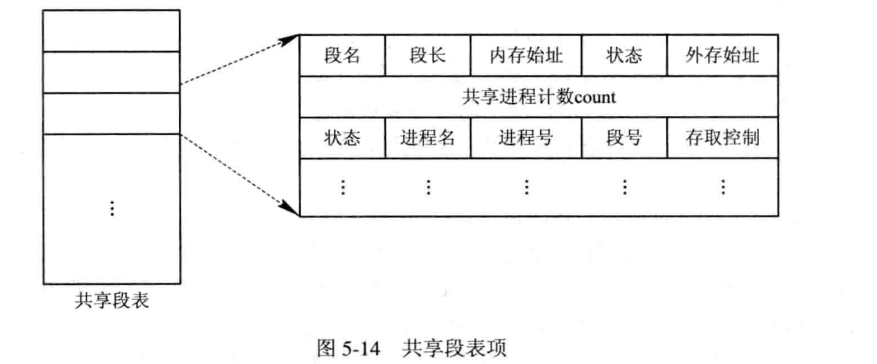 段名 段长 内存始址 状态 外存始址
共享进程计数count
状态 进程名 进程号 段号 存取控制
⋮ ⋮ ⋮ ⋮ ⋮ ⋮
共享段表
图 5-14 共享段表项